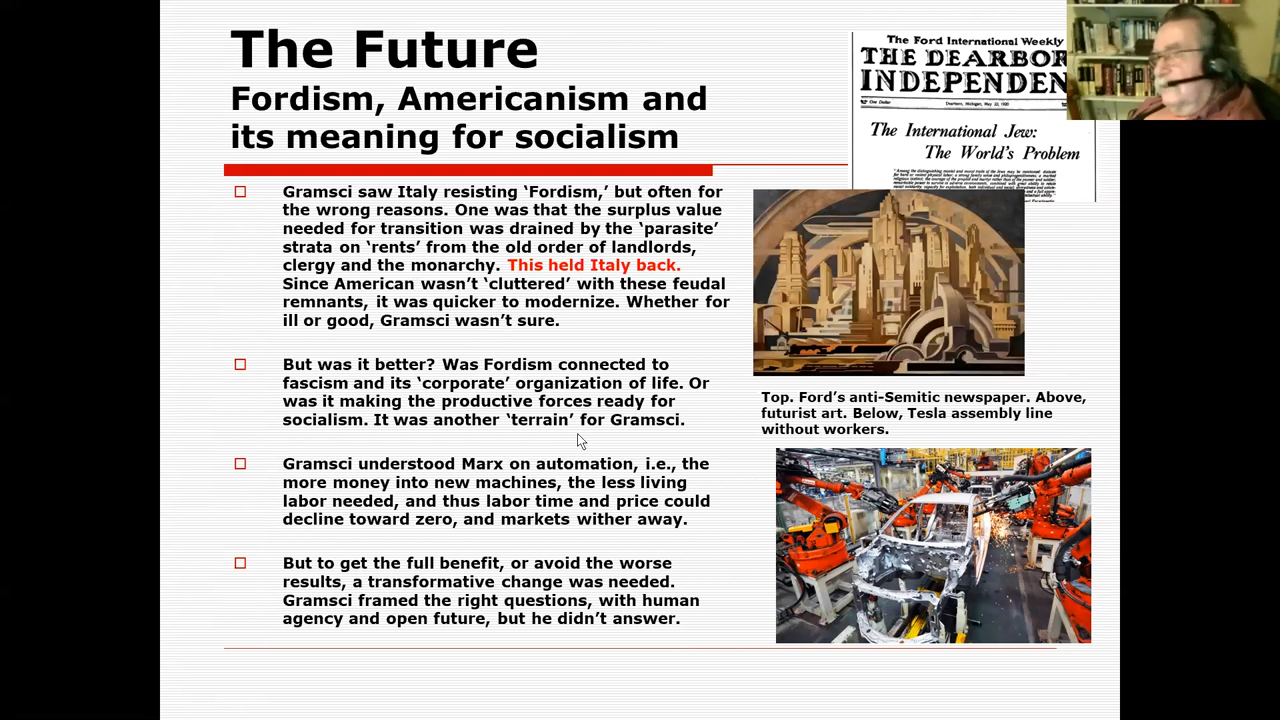 The Future
Fordism, Americanism and
its meaning for socialism
Gramsci saw Italy resisting ‘Fordism,’ but often for
the wrong reasons. One was that the surplus value
needed for transition was drained by the ‘parasite’
strata on ‘rents’ from the old order of landlords,
clergy and the monarchy. This held Italy back.
Since American wasn’t ‘cluttered’ with these feudal
remnants, it was quicker to modernize. Whether for
ill or good, Gramsci wasn’t sure.
But was it better? Was Fordism connected to
fascism and its ‘corporate’ organization of life. Or
was it making the productive forces ready for
socialism. It was another ‘terrain’ for Gramsci.
Gramsci understood Marx on automation, i.e., the
more money into new machines, the less living
labor needed, and thus labor time and price could
decline toward zero, and markets wither away.
But to get the full benefit, or avoid the worse
results, a transformative change was needed.
Gramsci framed the right questions, with human
agency and open future, but he didn’t answer.
The Ford International Weekly
THE DEARBOR
INDEPENDEN
One Dollar
Dearborn, Michigan, May 22, 1920
The International Jew:
The World's Problem
Top. Ford’s anti-Semitic newspaper. Above,
futurist art. Below, Tesla assembly line
without workers.